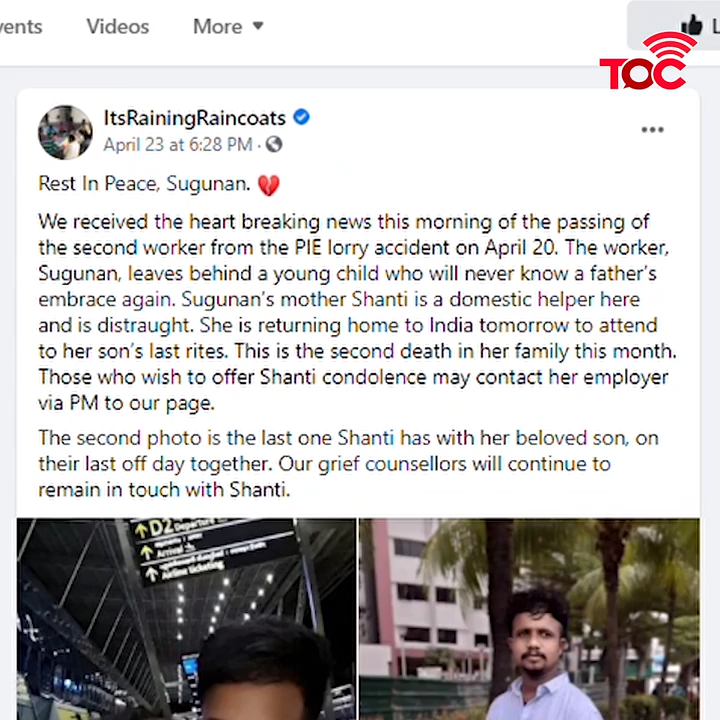 vents Videos More
TOC
ItsRainingRaincoats
April 23 at 6:28 PM ·
Rest In Peace, Sugunan. 💔
We received the heart breaking news this morning of the passing of
the second worker from the PIE lorry accident on April 20. The worker,
Sugunan, leaves behind a young child who will never know a father's
embrace again. Sugunan's mother Shanti is a domestic helper here
and is distraught. She is returning home to India tomorrow to attend
to her son's last rites. This is the second death in her family this month.
Those who wish to offer Shanti condolence may contact her employer
via PM to our page.
The second photo is the last one Shanti has with her beloved son, on
their last off day together. Our grief counsellors will continue to
remain in touch with Shanti.
D2 Departure
Arrival
Airline ticketing